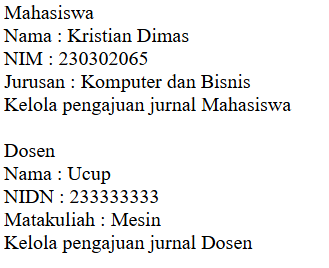 Mahasiswa
Nama : Kristian Dimas
NIM : 230302065
Jurusan : Komputer dan Bisnis
Kelola pengajuan jurnal Mahasiswa
Dosen
Nama : Ucup
NIDN : 233333333
Matakuliah : Mesin
Kelola pengajuan jurnal Dosen